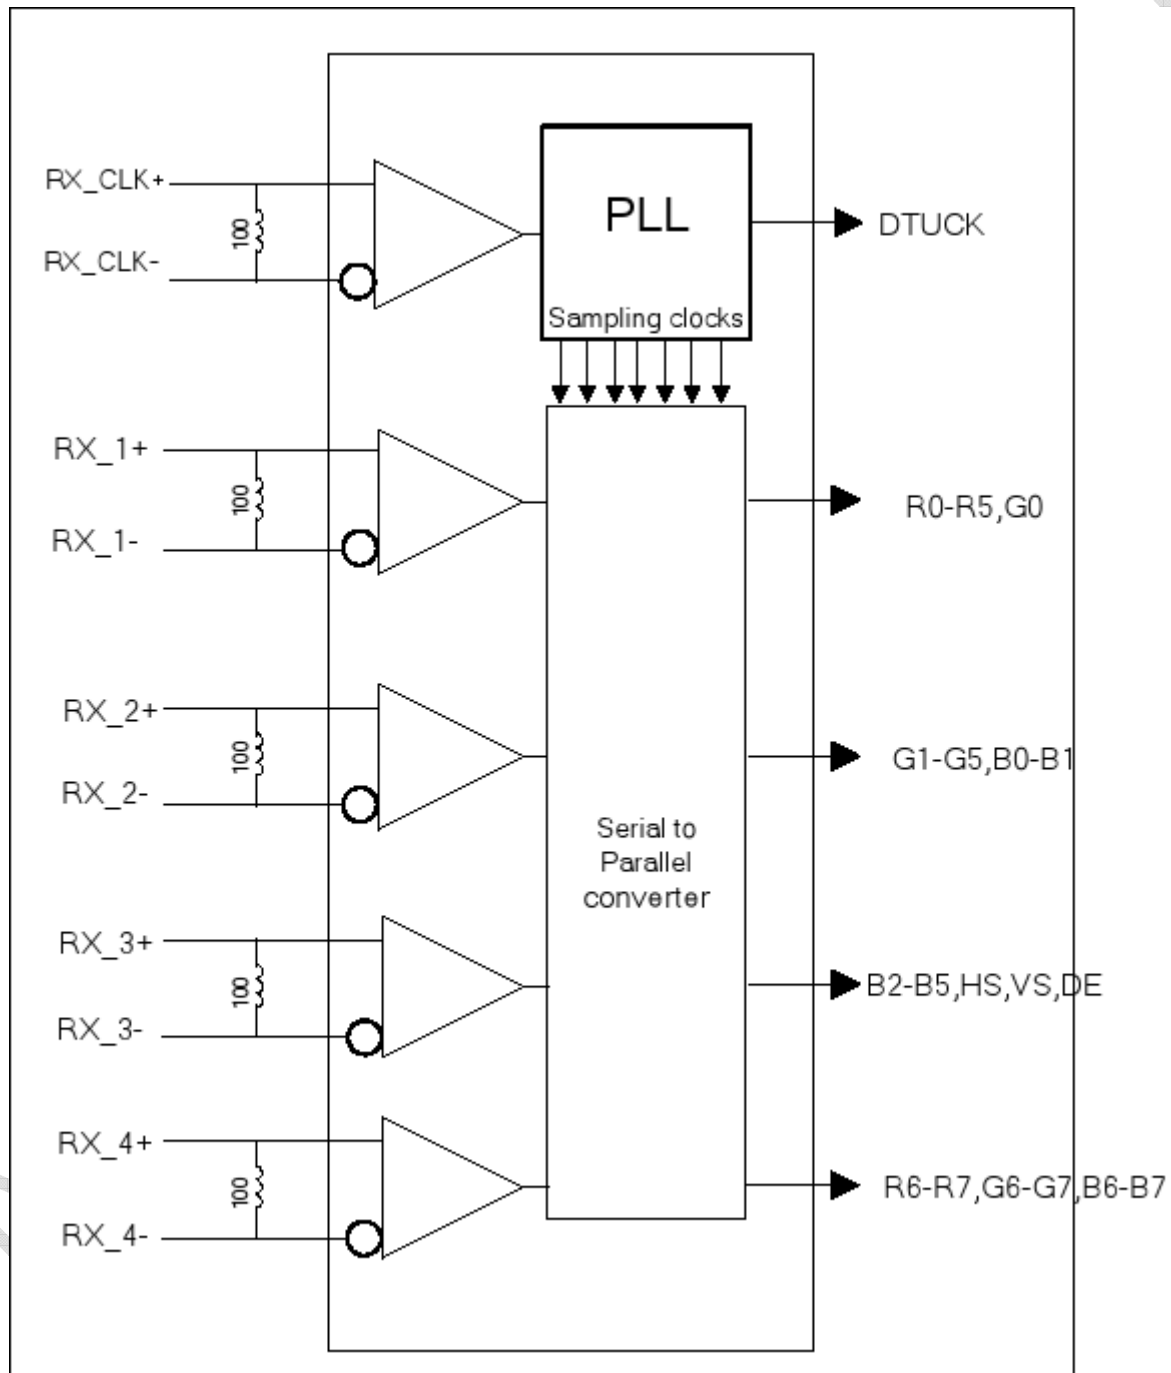 RX_CLK+
100
RX_CLK-
PLL
Sampling clocks
DTUCK
RX_1+
100
RX_1-
R0-R5,G0
RX_2+
100
RX_2-
G1-G5,B0-B1
Serial to
Parallel
converter
RX_3+
100
RX_3-
B2-B5,HS,VS,DE
RX_4+
100
RX_4-
R6-R7,G6-G7,B6-B7